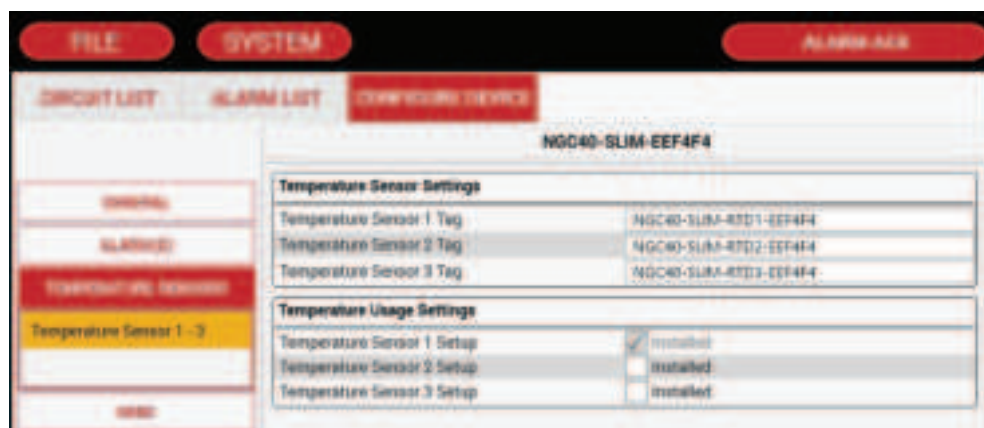 FILE SYSTEM ALARM-ACK
CIRCUIT LIST ALARM LIST CONFIGURE DEVICE
NGC40-SLIM-EEF4F4
GENERAL
ALARM(S)
TEMPERATURE SENSORS
Temperature Sensor 1 - 3
MISC
Temperature Sensor Settings
Temperature Sensor 1 Tag NGC40-SLIM-RTD1-EEF4F4
Temperature Sensor 2 Tag NGC40-SLIM-RTD2-EEF4F4
Temperature Sensor 3 Tag NGC40-SLIM-RTD3-EEF4F4
Temperature Usage Settings
Temperature Sensor 1 Setup Installed
Temperature Sensor 2 Setup Installed
Temperature Sensor 3 Setup Installed